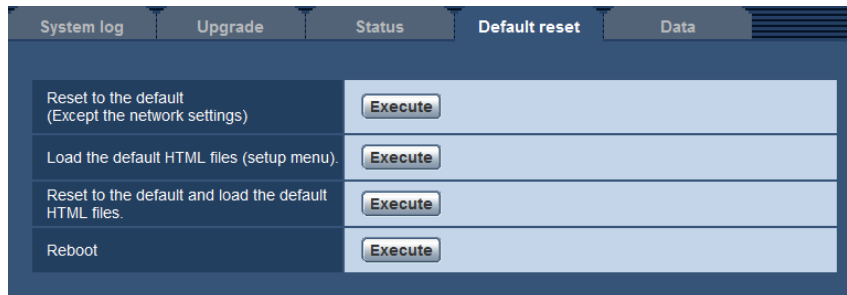 System log Upgrade Status Default reset Data
Reset to the default
(Except the network settings)
Execute
Load the default HTML files (setup menu).
Execute
Reset to the default and load the default
HTML files.
Execute
Reboot
Execute